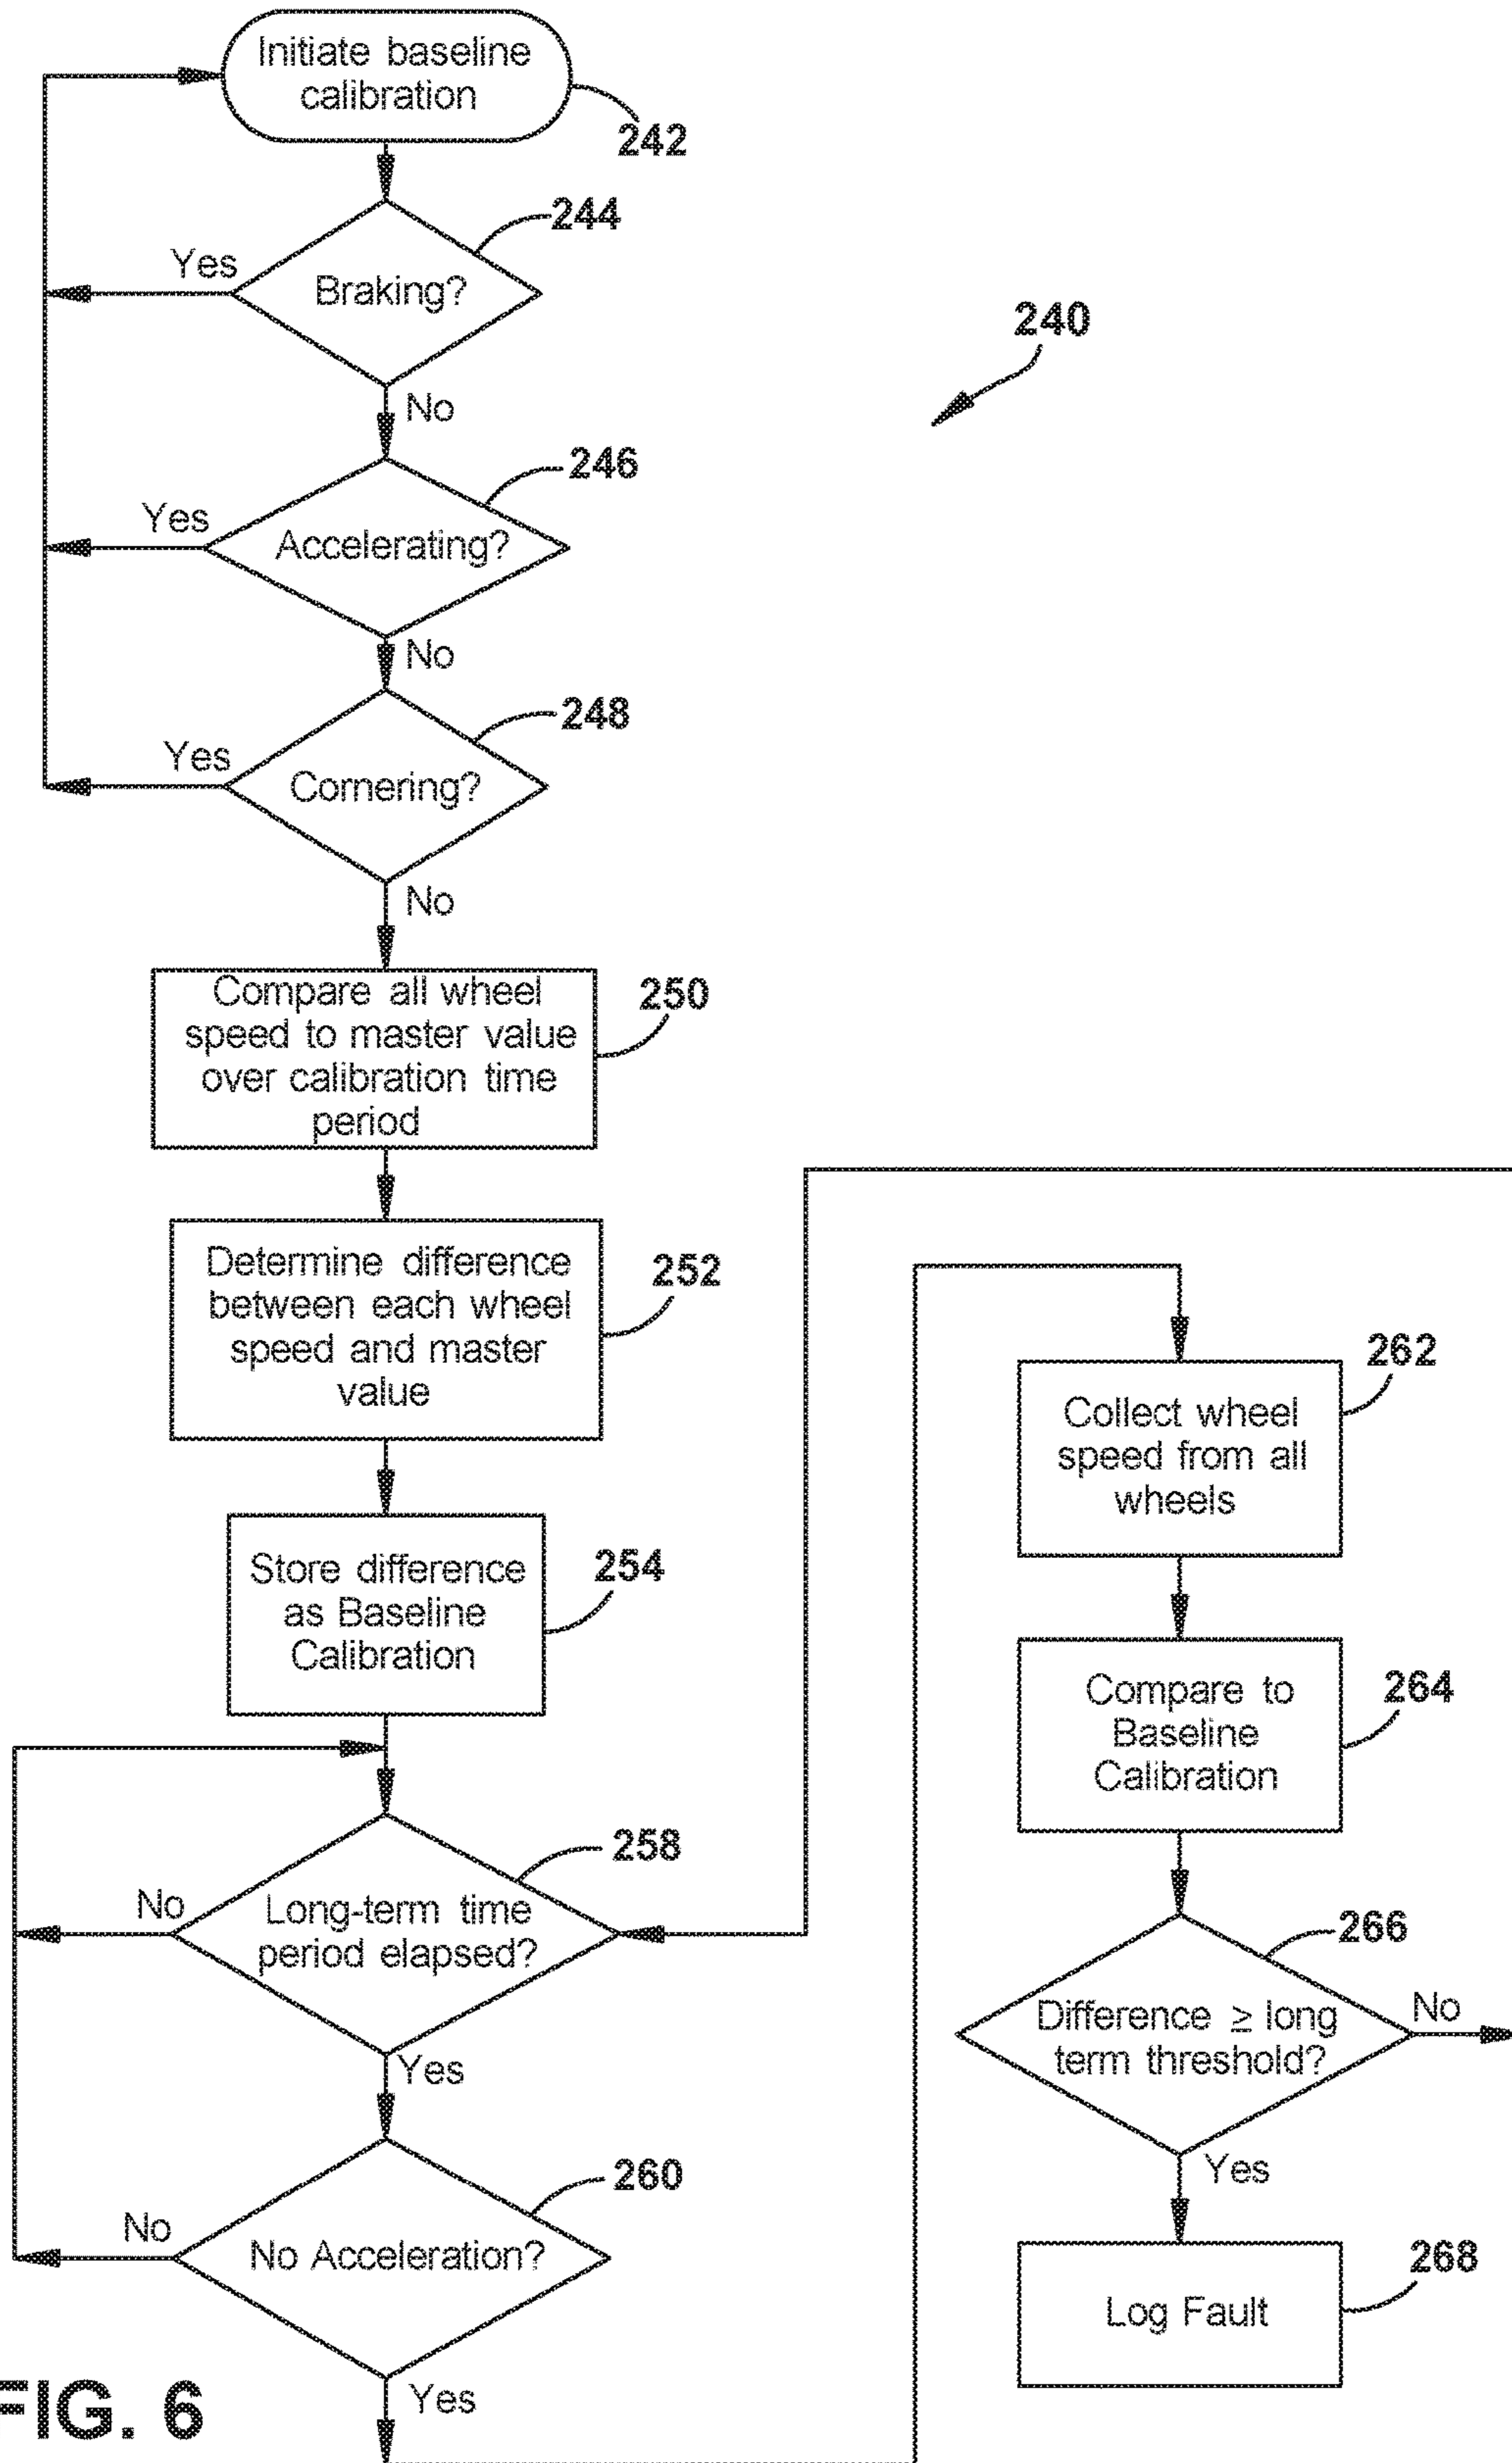 Initiate baseline
calibration
242
244
Yes
Braking?
No
240
246
Yes
Accelerating?
No
248
Yes
Cornering?
No
Compare all wheel
speed to master value
over calibration time
period
250
Determine difference
between each wheel
speed and master
value
252
Store difference
as Baseline
Calibration
254
258
No
Long-term time
period elapsed?
Yes
260
No
No Acceleration?
Yes
262
Collect wheel
speed from all
wheels
264
Compare to
Baseline
Calibration
266
Difference ≥ long
term threshold?
No
Yes
268
Log Fault
FIG. 6